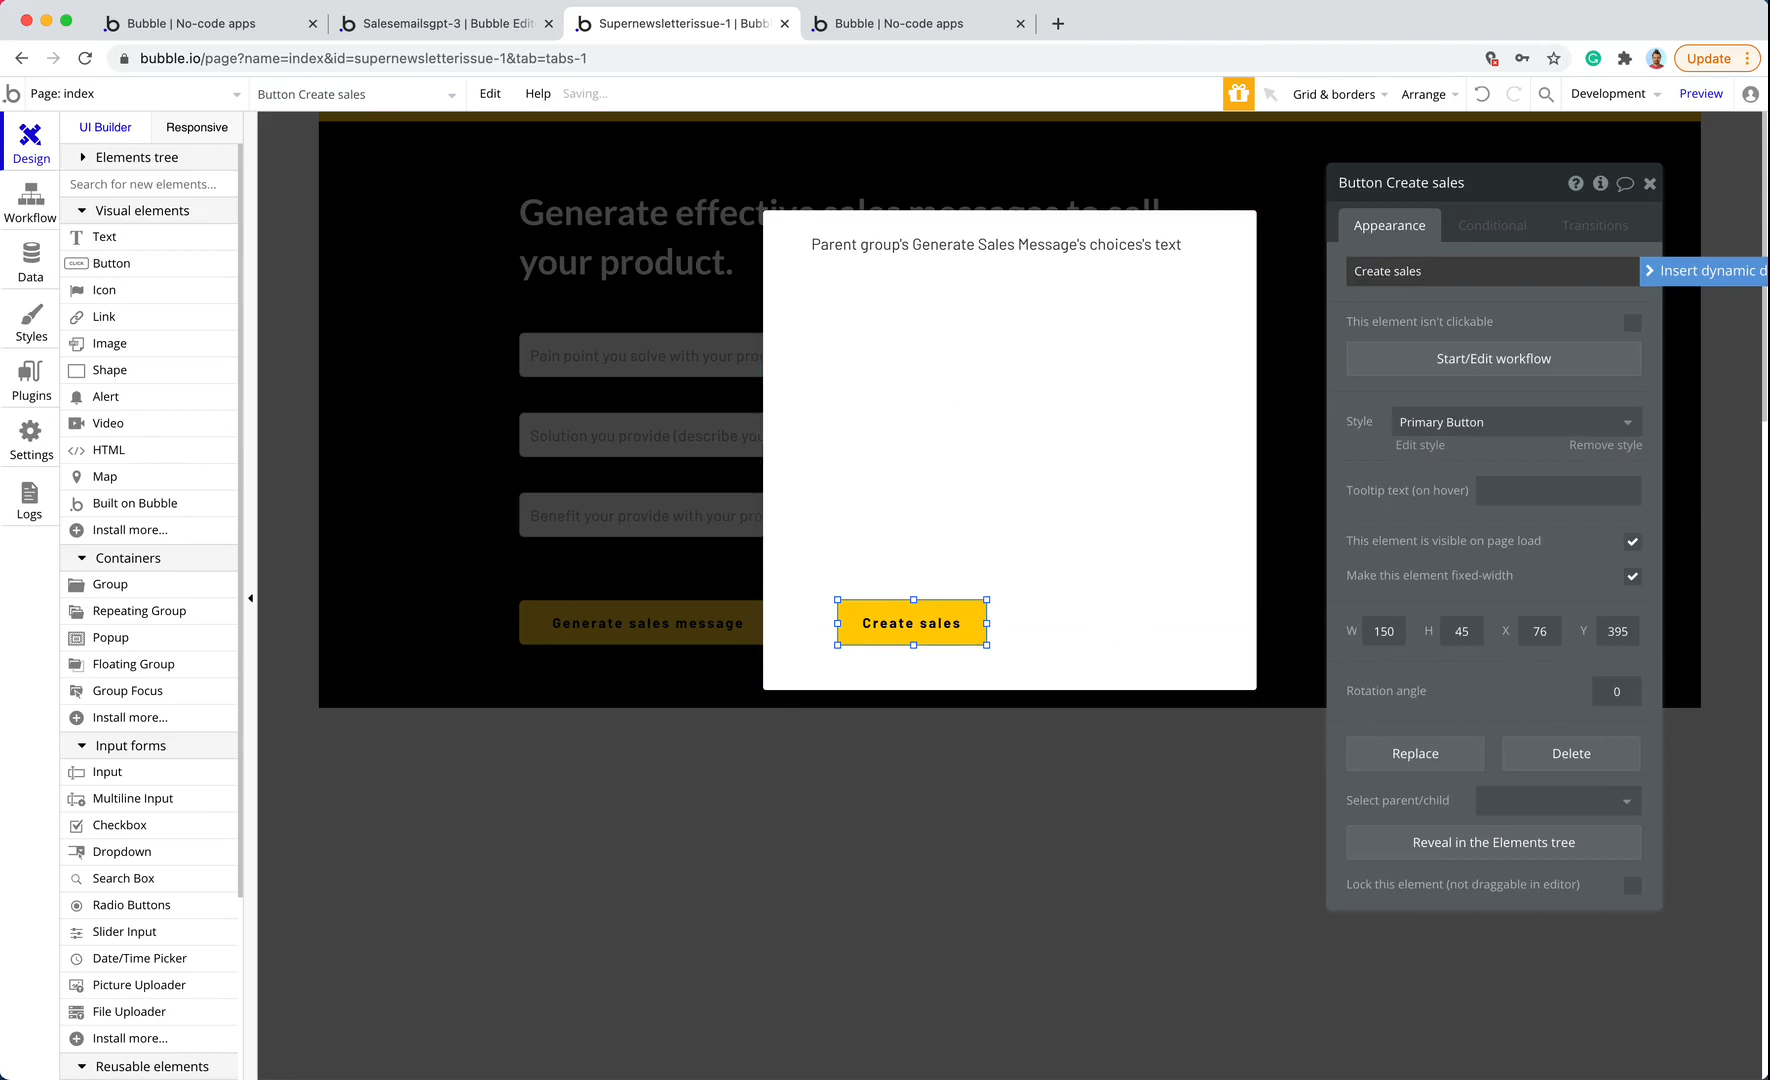 Bubble | No-code apps
Salesemailsgpt-3 | Bubble Edit
Supernewsletterissue-1 | Bubbl
Bubble | No-code apps
bubble.io/page?name=index&id=supernewsletterissue-1&tab=tabs-1
Update
Page: index
Button Create sales
Edit
Help
Saving...
Grid & borders
Arrange
Development
Preview
Design
Workflow
Data
Styles
Plugins
Settings
Logs
UI Builder
Responsive
Elements tree
Search for new elements...
Visual elements
Text
CLICK
Button
Icon
Link
Image
Shape
Alert
Video
HTML
Map
Built on Bubble
Install more...
Containers
Group
Repeating Group
Popup
Floating Group
Group Focus
Install more...
Input forms
Input
Multiline Input
Checkbox
Dropdown
Search Box
Radio Buttons
Slider Input
Date/Time Picker
Picture Uploader
File Uploader
Install more...
Reusable elements
Generate effective sales messages to sell
your product.
Pain point you solve with your pro
Solution you provide (describe you
Benefit your provide with your pro
Generate sales message
Parent group's Generate Sales Message's choices's text
Create sales
Button Create sales
Appearance
Conditional
Transitions
Create sales
Insert dynamic d
This element isn't clickable
Start/Edit workflow
Style
Primary Button
Edit style
Remove style
Tooltip text (on hover)
This element is visible on page load
Make this element fixed-width
W 150 H 45 X 76 Y 395
Rotation angle
0
Replace
Delete
Select parent/child
Reveal in the Elements tree
Lock this element (not draggable in editor)